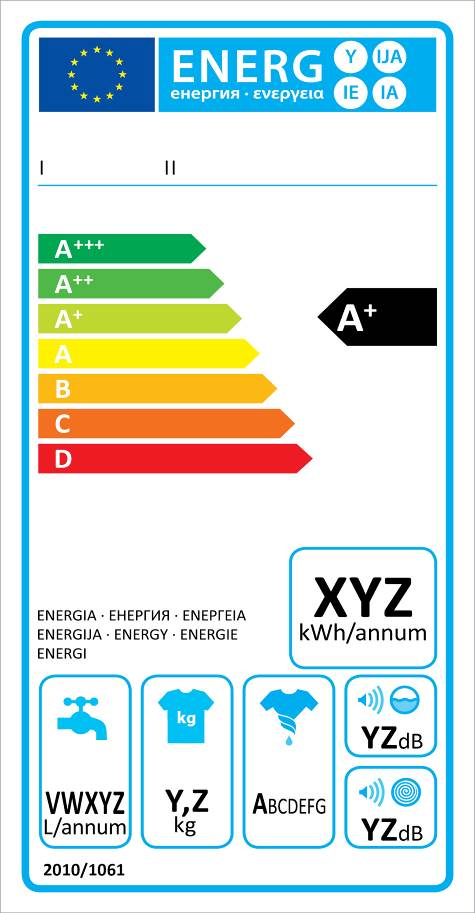 ENERG Y IJA
енергия · ενεργεια IE IA
I II
A+++
A++
A+
A+
A
B
C
D
XYZ
kWh/annum
ENERGIA · ЕНЕРГИЯ · ΕΝΕΡΓΕΙΑ
ENERGIJA · ENERGY · ENERGIE
ENERGI
kg
VWXYZ
L/annum
Y,Z
kg
ABCDEFG
YZdB
YZdB
2010/1061